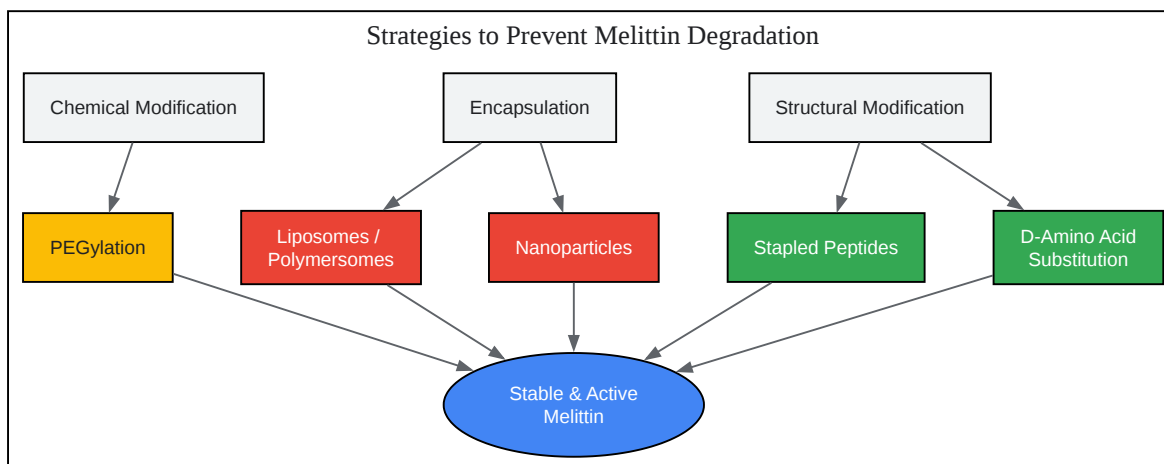 Strategies to Prevent Melittin Degradation
Chemical Modification
Encapsulation
Structural Modification
PEGylation
Liposomes /
Polymersomes
Nanoparticles
Stapled Peptides
D-Amino Acid
Substitution
Stable & Active
Melittin